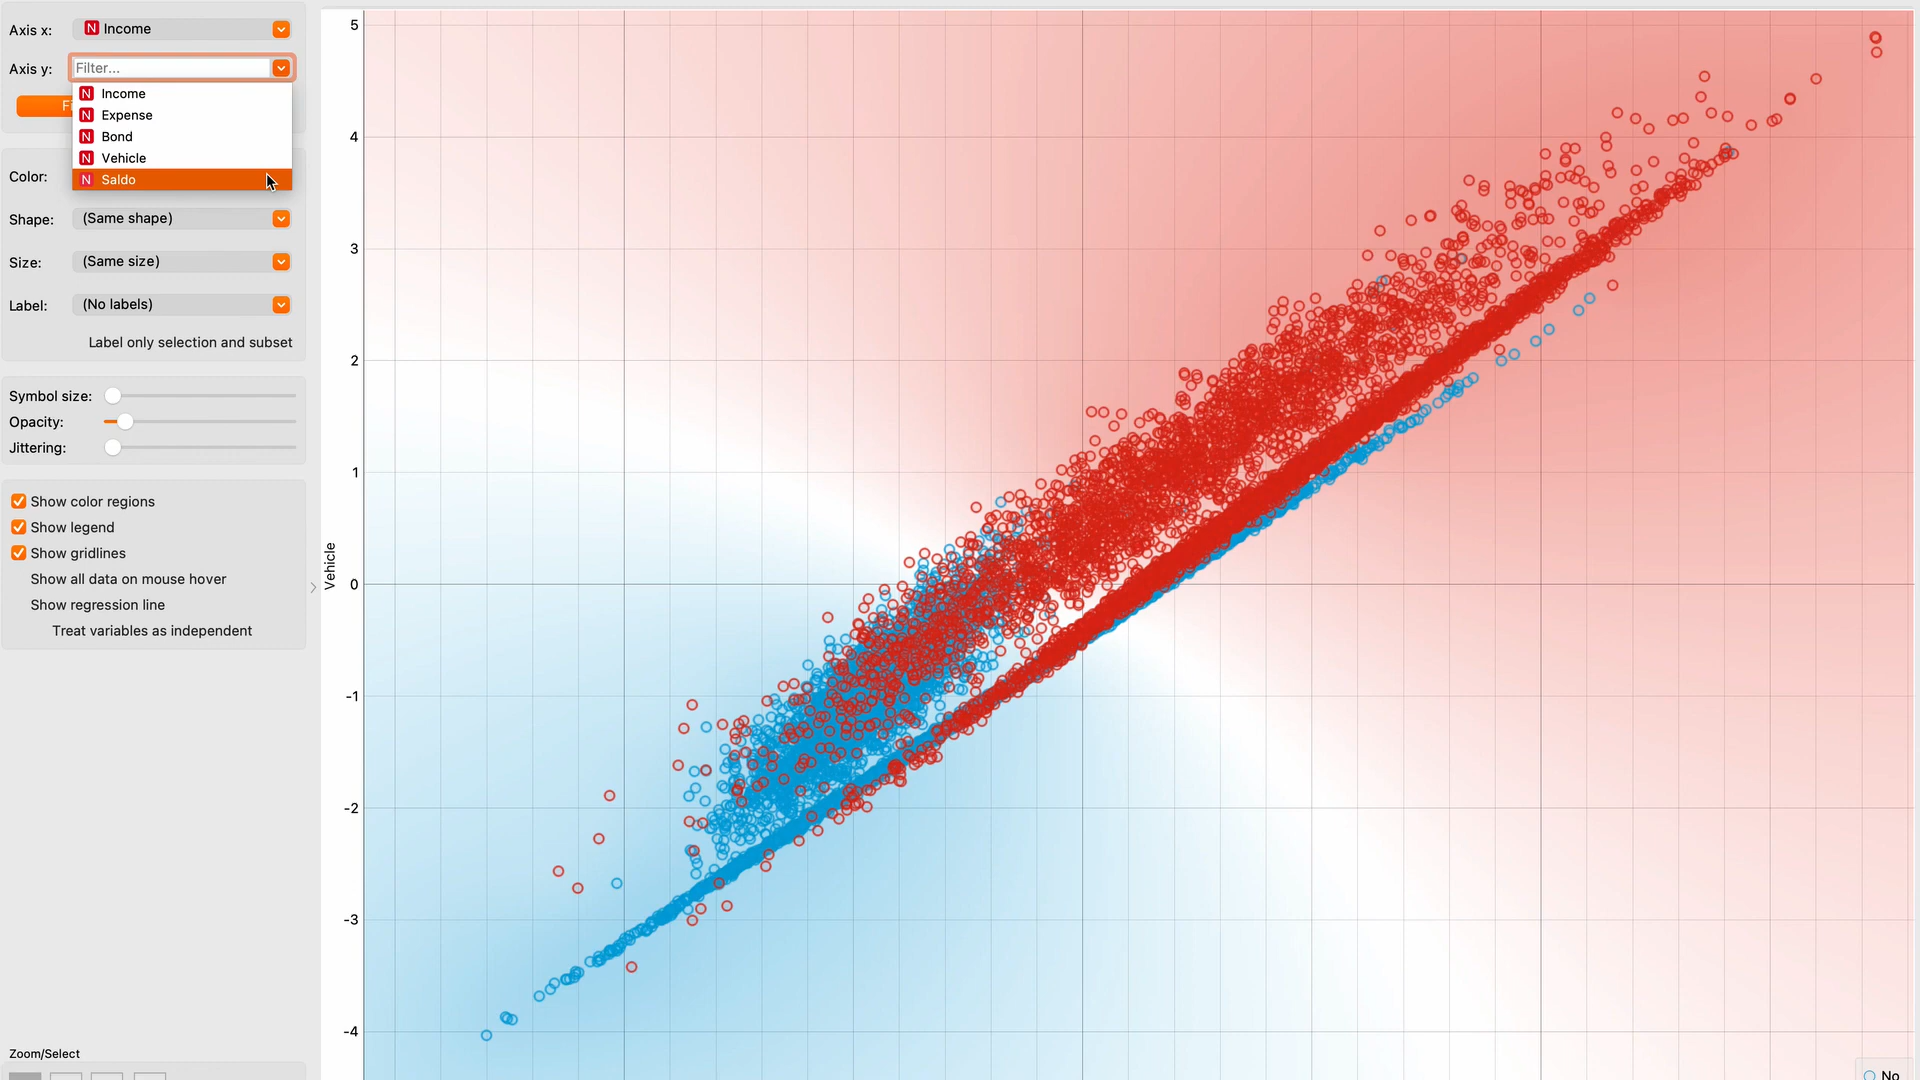 Axis x:
N Income
Axis y:
Filter...
N Income
N Expense
N Bond
N Vehicle
N Saldo
Color:
Shape:
(Same shape)
Size:
(Same size)
Label:
(No labels)
Label only selection and subset
Symbol size:
Opacity:
Jittering:
Show color regions
Show legend
Show gridlines
Show all data on mouse hover
Show regression line
Treat variables as independent
Zoom/Select
Vehicle
5
4
3
2
1
0
-1
-2
-3
-4
No